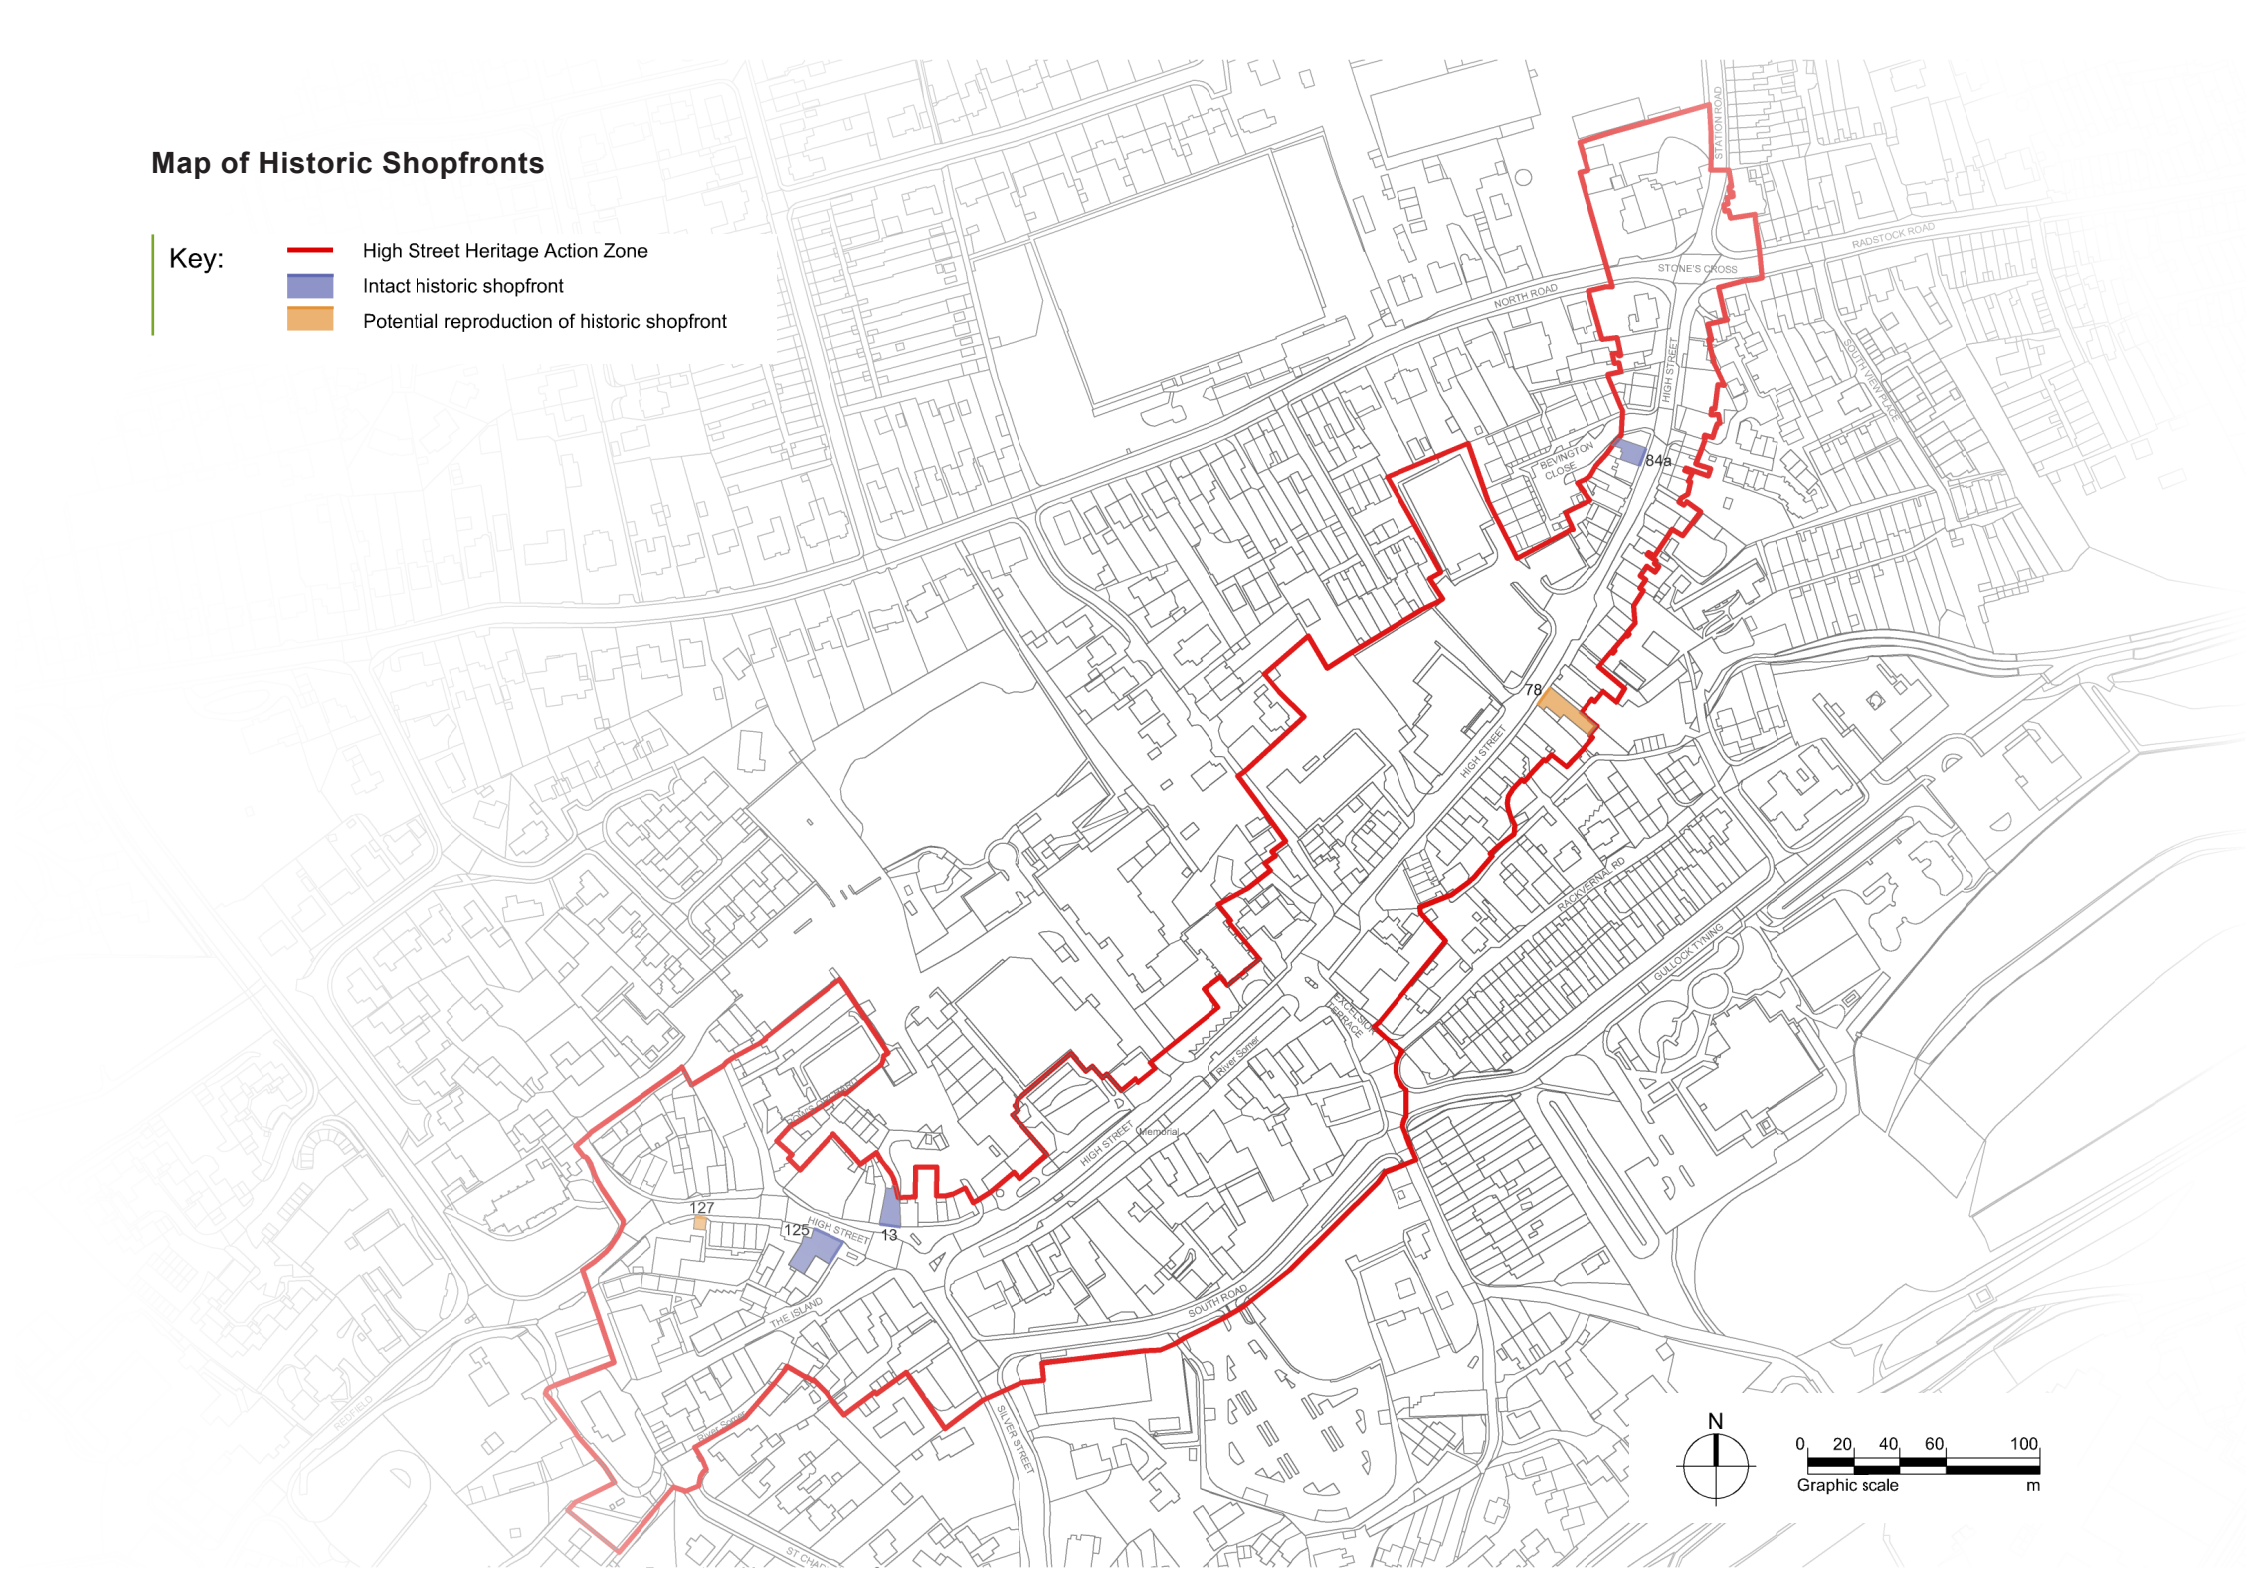 Map of Historic Shopfronts
Key:
High Street Heritage Action Zone
Intact historic shopfront
Potential reproduction of historic shopfront
STATION ROAD
RADSTOCK ROAD
STONE'S CROSS
NORTH ROAD
HIGH STREET
SOUTH VIEW PLACE
BEVINGTON
CLOSE
84a
78
HIGH STREET
RACKVERNAL RD
GULLOCK TYNING
EXCELSIOR
TERRACE
River Somer
HIGH STREET
Memorial
127
125
HIGH STREET
13
THE ISLAND
SOUTH ROAD
REDFIELD
River Somer
SILVER STREET
N
0 20 40 60 100
Graphic scale m